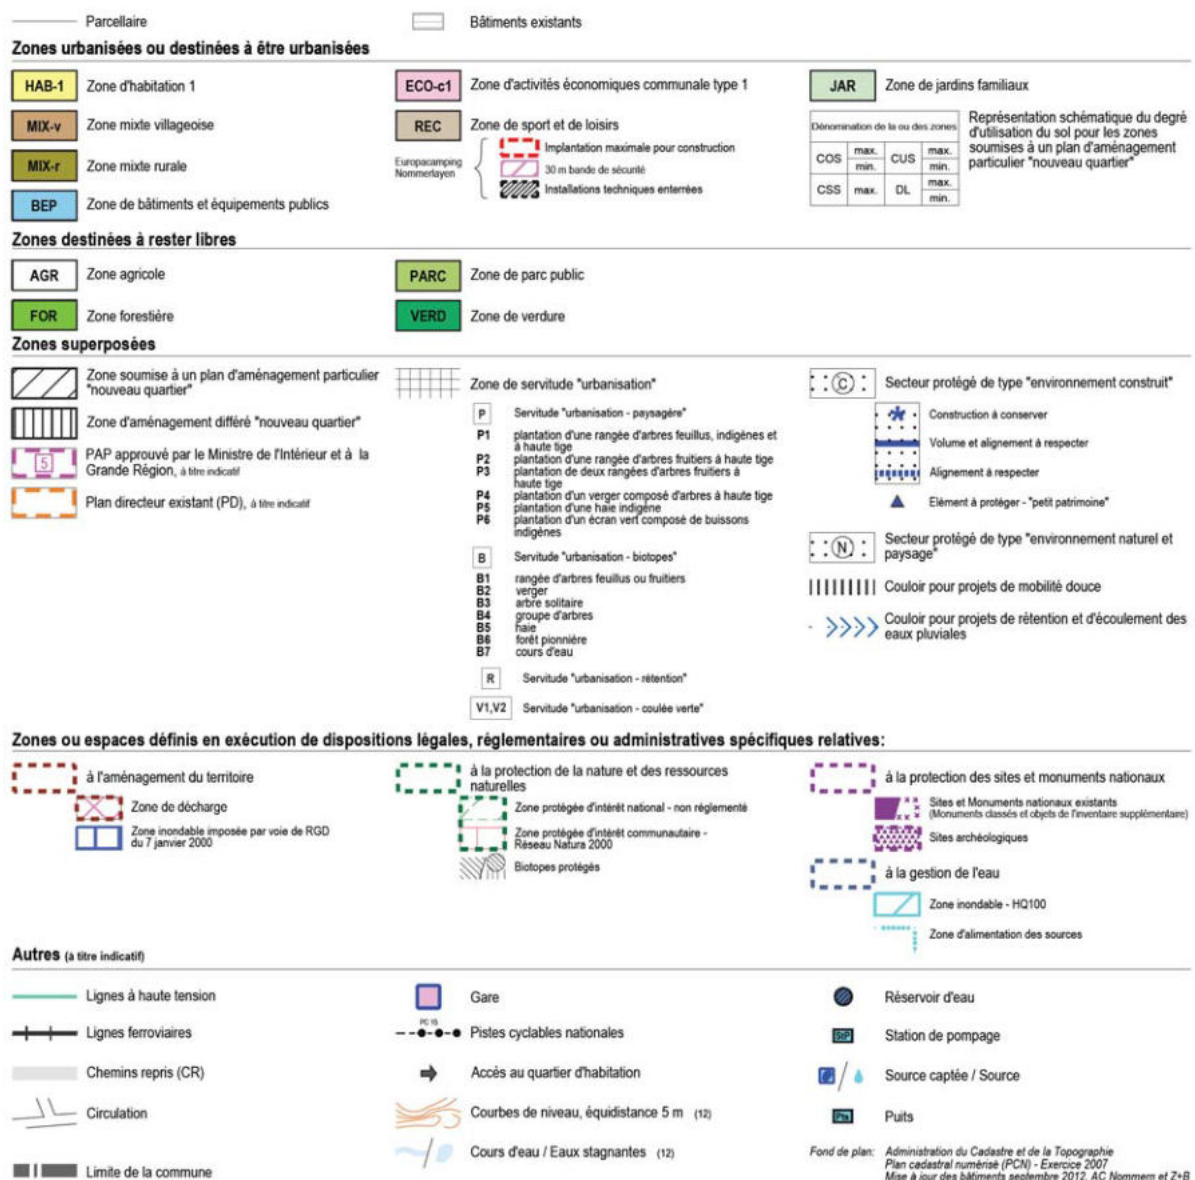 Parcellaire
Bâtiments existants
Zones urbanisées ou destinées à être urbanisées
HAB-1 Zone d'habitation 1
MIX-v Zone mixte villageoise
MIX-r Zone mixte rurale
BEP Zone de bâtiments et équipements publics
ECO-c1 Zone d'activités économiques communale type 1
REC Zone de sport et de loisirs
Europacamping
Nommerlayen
Implantation maximale pour construction
30 m bande de sécurité
Installations techniques enterrées
JAR Zone de jardins familiaux
Dénomination de la ou des zones
COS max. CUS max.
min. min.
CSS max. DL max.
min.
Représentation schématique du degré
d'utilisation du sol pour les zones
soumises à un plan d'aménagement
particulier "nouveau quartier"
Zones destinées à rester libres
AGR Zone agricole
FOR Zone forestière
PARC Zone de parc public
VERD Zone de verdure
Zones superposées
Zone soumise à un plan d'aménagement particulier
"nouveau quartier"
Zone d'aménagement différé "nouveau quartier"
5 PAP approuvé par le Ministre de l'Intérieur et à la
Grande Région, à titre indicatif
Plan directeur existant (PD), à titre indicatif
Zone de servitude "urbanisation"
P Servitude "urbanisation - paysagère"
P1 plantation d'une rangée d'arbres feuillus, indigènes et
à haute tige
P2 plantation d'une rangée d'arbres fruitiers à haute tige
P3 plantation de deux rangées d'arbres fruitiers à
haute tige
P4 plantation d'un verger composé d'arbres à haute tige
P5 plantation d'une haie indigène
P6 plantation d'un écran vert composé de buissons
indigènes
B Servitude "urbanisation - biotopes"
B1 rangée d'arbres feuillus ou fruitiers
B2 verger
B3 arbre solitaire
B4 groupe d'arbres
B5 haie
B6 forêt pionnière
B7 cours d'eau
R Servitude "urbanisation - rétention"
V1,V2 Servitude "urbanisation - coulée verte"
C Secteur protégé de type "environnement construit"
Construction à conserver
Volume et alignement à respecter
Alignement à respecter
Elément à protéger - "petit patrimoine"
N Secteur protégé de type "environnement naturel et
paysage"
Couloir pour projets de mobilité douce
Couloir pour projets de rétention et d'écoulement des
eaux pluviales
Zones ou espaces définis en exécution de dispositions légales, réglementaires ou administratives spécifiques relatives:
à l'aménagement du territoire
Zone de décharge
Zone inondable imposée par voie de RGD
du 7 janvier 2000
à la protection de la nature et des ressources
naturelles
Zone protégée d'intérêt national - non réglementé
Zone protégée d'intérêt communautaire -
Réseau Natura 2000
Biotopes protégés
à la protection des sites et monuments nationaux
Sites et Monuments nationaux existants
(Monuments classés et objets de l'inventaire supplémentaire)
Sites archéologiques
à la gestion de l'eau
Zone inondable - HQ100
Zone d'alimentation des sources
Autres (à titre indicatif)
Lignes à haute tension
Lignes ferroviaires
Chemins repris (CR)
Circulation
Limite de la commune
Gare
PC 15
Pistes cyclables nationales
Accès au quartier d'habitation
Courbes de niveau, équidistance 5 m (12)
Cours d'eau / Eaux stagnantes (12)
Réservoir d'eau
StP Station de pompage
Source captée / Source
Pts Puits
Fond de plan: Administration du Cadastre et de la Topographie
Plan cadastral numérisé (PCN) - Exercice 2007
Mise à jour des bâtiments septembre 2012, AC Nommern et Z+B